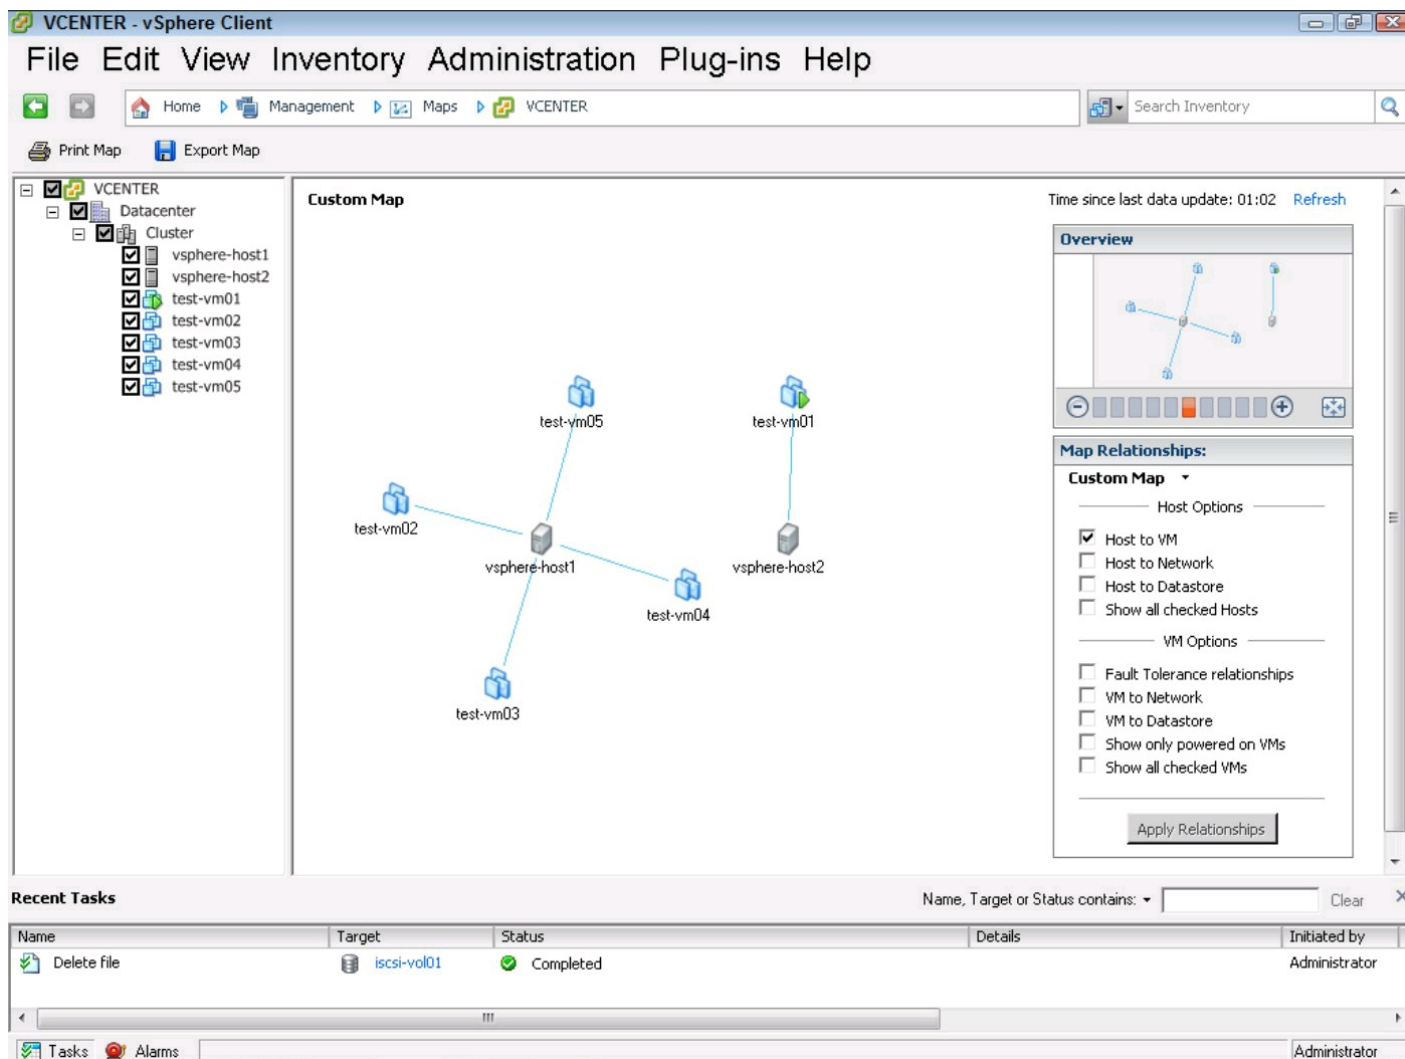 VCENTER - vSphere Client
File Edit View Inventory Administration Plug-ins Help
Home Management Maps VCENTER Search Inventory
Print Map Export Map
VCENTER
Datacenter
Cluster
vsphere-host1
vsphere-host2
test-vm01
test-vm02
test-vm03
test-vm04
test-vm05
Custom Map
test-vm05
test-vm01
test-vm02
vsphere-host1
vsphere-host2
test-vm04
test-vm03
Time since last data update: 01:02 Refresh
Overview
Map Relationships:
Custom Map
Host Options
Host to VM
Host to Network
Host to Datastore
Show all checked Hosts
VM Options
Fault Tolerance relationships
VM to Network
VM to Datastore
Show only powered on VMs
Show all checked VMs
Apply Relationships
Recent Tasks Name, Target or Status contains: Clear
Name Target Status Details Initiated by
Delete file iscsi-vol01 Completed Administrator
Tasks Alarms Administrator